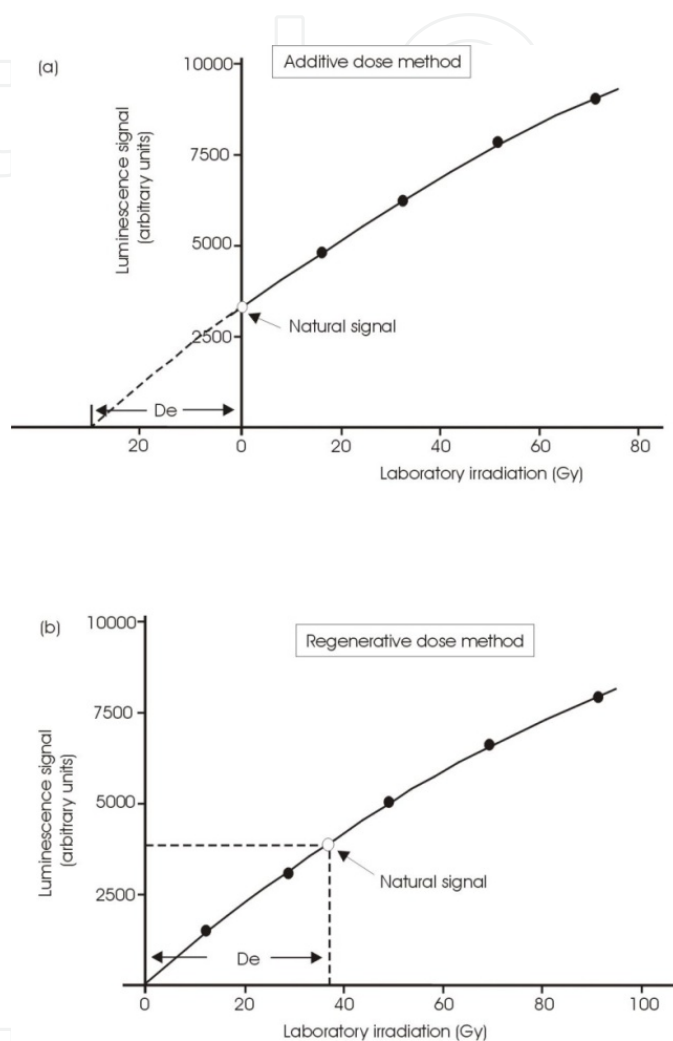 (a)
Additive dose method
Luminescence signal
(arbitrary units)
10000
7500
5000
2500
Natural signal
De
20
0
20
40
60
80
Laboratory irradiation (Gy)
(b)
Regenerative dose method
Luminescence signal
(arbitrary units)
10000
7500
5000
2500
Natural signal
De
0
20
40
60
80
100
Laboratory irradiation (Gy)